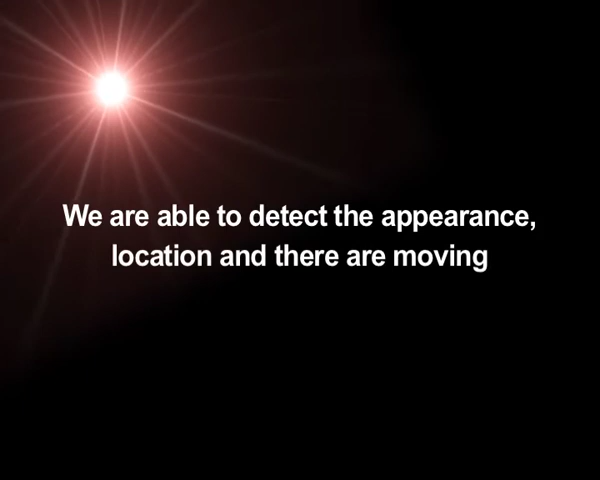 We are able to detect the appearance,
location and there are moving